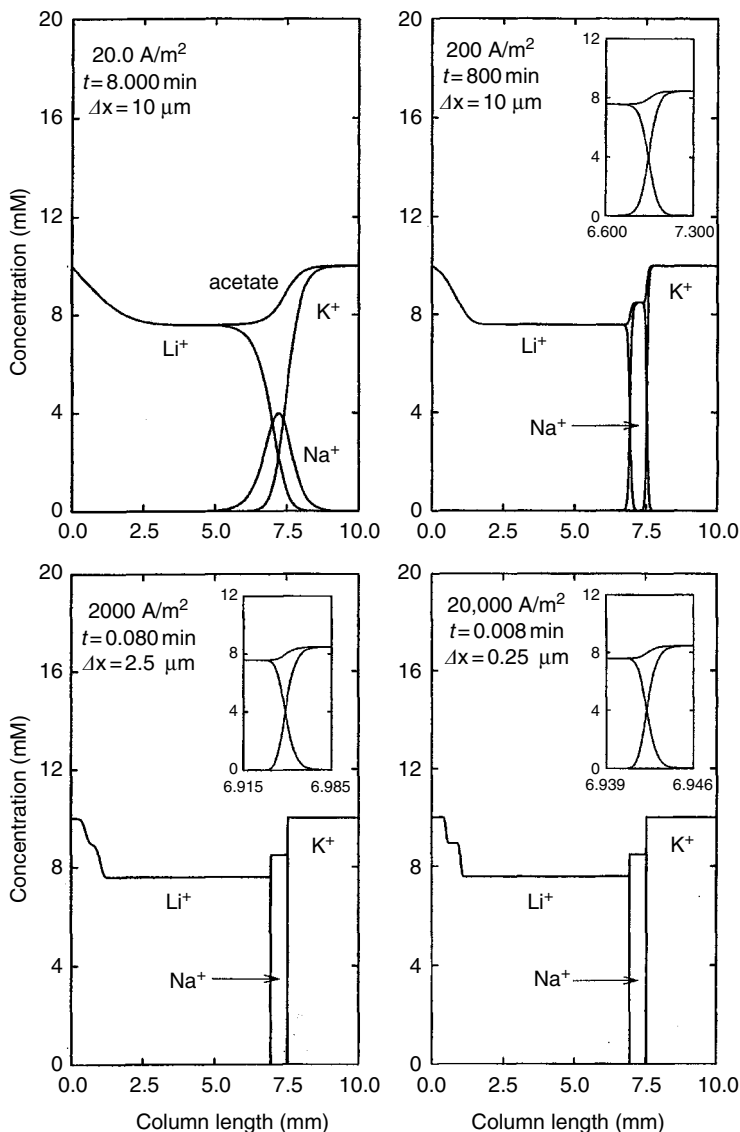 20
16
12
8
4
0
Concentration (mM)
20.0 A/m²
t = 8.000 min
Δx = 10 μm
acetate
K⁺
Li⁺
Na⁺
0.0 2.5 5.0 7.5 10.0
20
16
12
8
4
0
200 A/m²
t = 800 min
Δx = 10 μm
12
8
4
0
6.600 7.300
K⁺
Li⁺
Na⁺
0.0 2.5 5.0 7.5 10.0
20
16
12
8
4
0
Concentration (mM)
2000 A/m²
t = 0.080 min
Δx = 2.5 μm
12
8
4
0
6.915 6.985
K⁺
Li⁺
Na⁺
0.0 2.5 5.0 7.5 10.0
Column length (mm)
20
16
12
8
4
0
20,000 A/m²
t = 0.008 min
Δx = 0.25 μm
12
8
4
0
6.939 6.946
K⁺
Li⁺
Na⁺
0.0 2.5 5.0 7.5 10.0
Column length (mm)